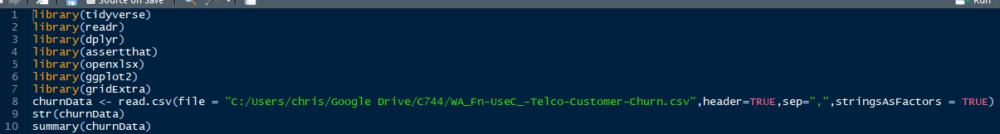 Source on Save
Run
1 library(tidyverse)
2 library(readr)
3 library(dplyr)
4 library(assertthat)
5 library(openxlsx)
6 library(ggplot2)
7 library(gridExtra)
8 churnData <- read.csv(file = "C:/Users/chris/Google Drive/C744/WA_Fn-UseC_-Telco-Customer-Churn.csv",header=TRUE,sep=",",stringsAsFactors = TRUE)
9 str(churnData)
10 summary(churnData)